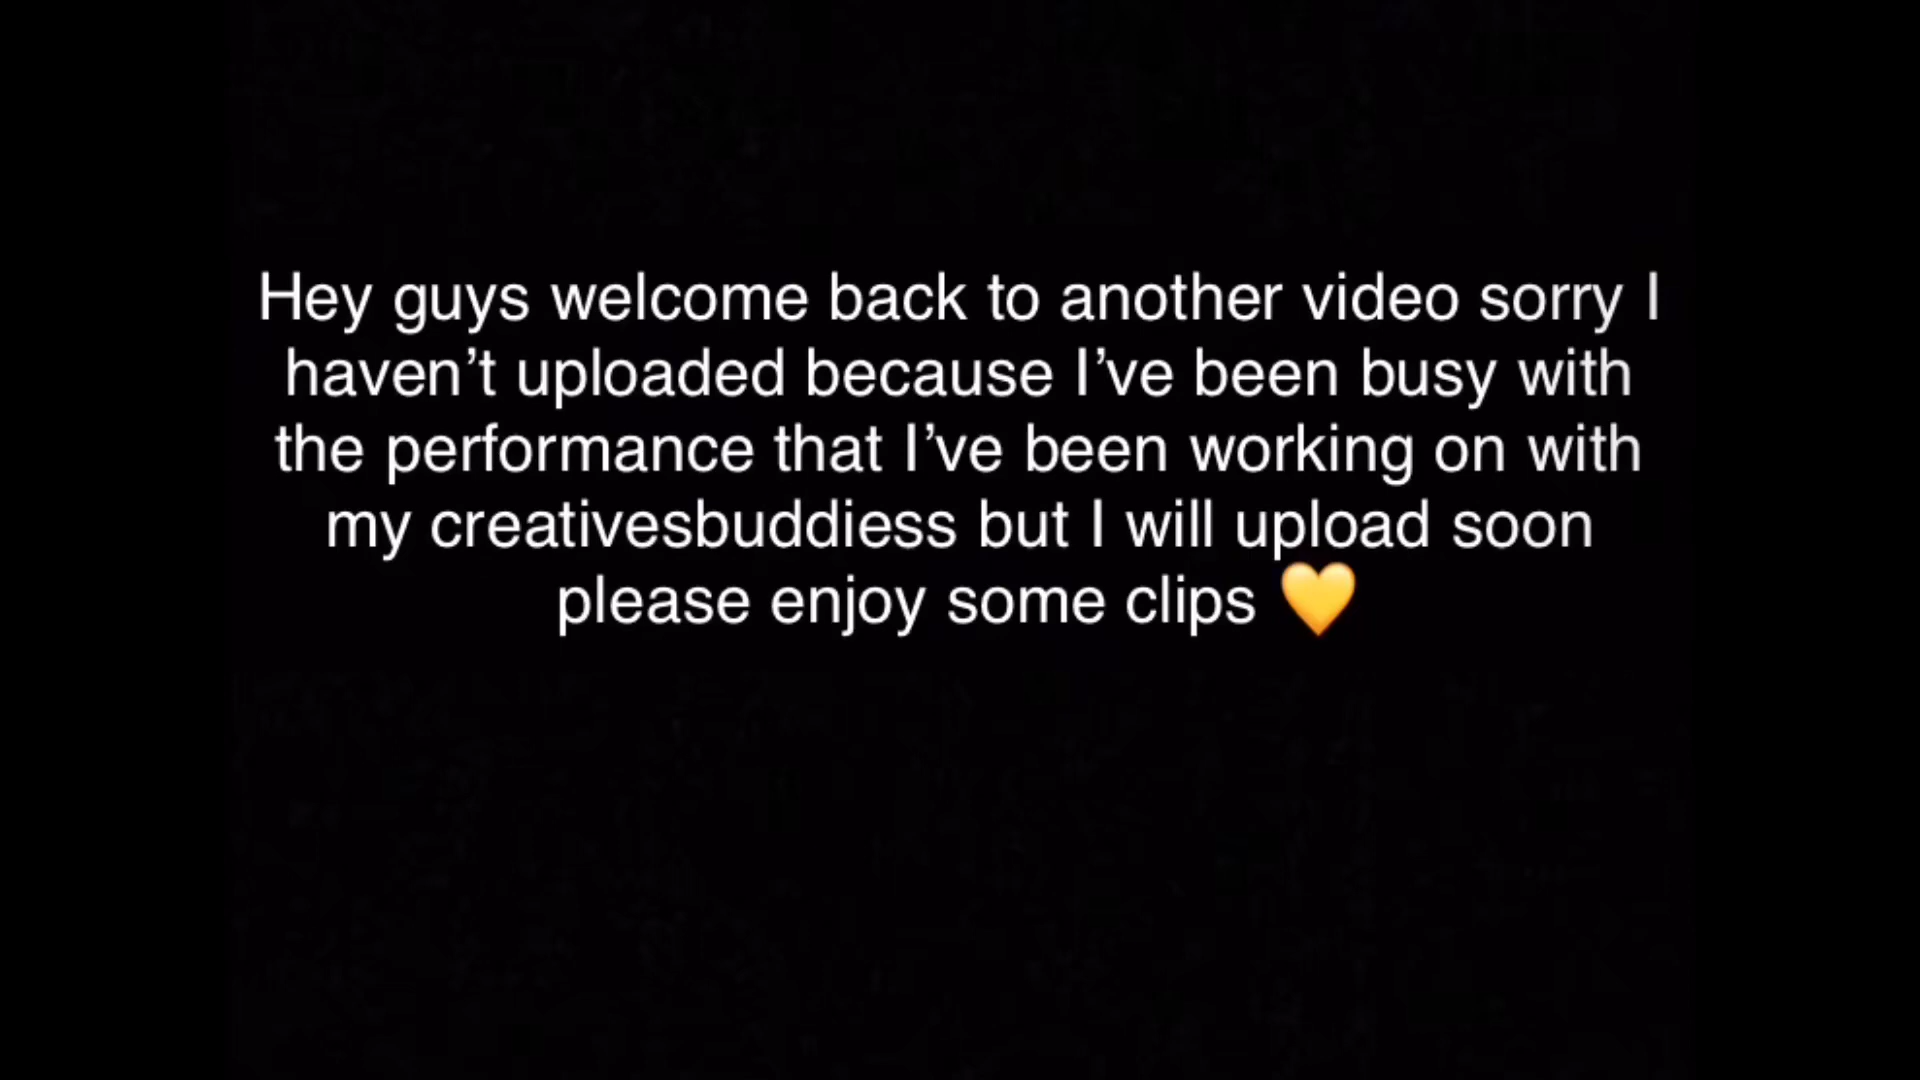 Hey guys welcome back to another video sorry I
haven’t uploaded because I’ve been busy with
the performance that I’ve been working on with
my creativesbuddiess but I will upload soon
please enjoy some clips 💛